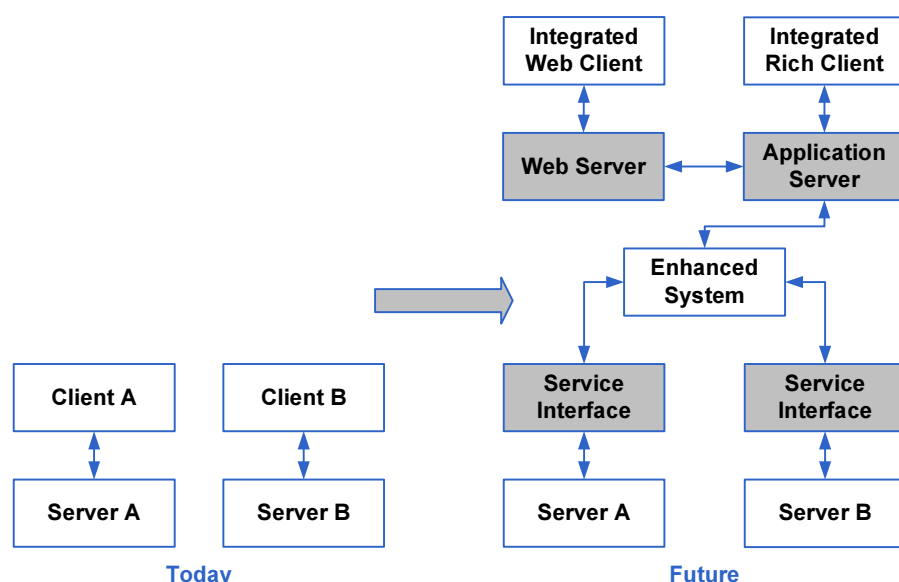 Integrated
Web Client
Integrated
Rich Client
Web Server
Application
Server
Enhanced
System
Client A
Client B
Service
Interface
Service
Interface
Server A
Server B
Server A
Server B
Today
Future